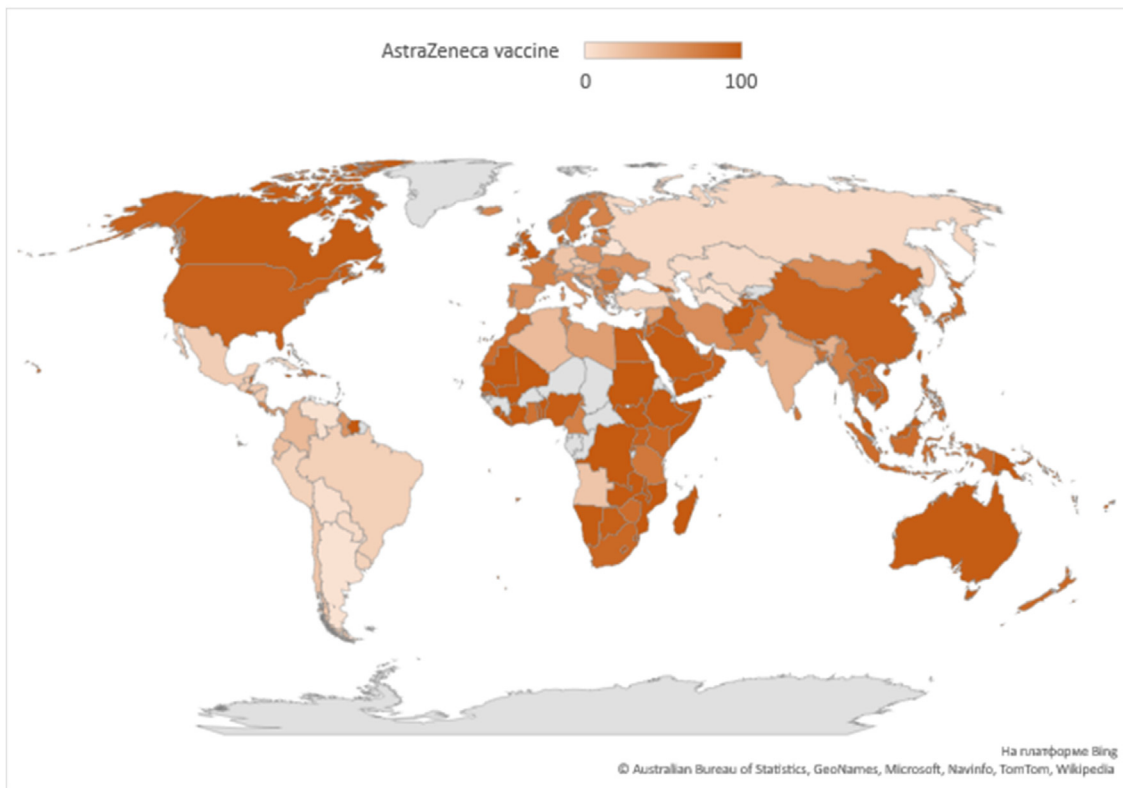 AstraZeneca vaccine
0 100
На платформе Bing
© Australian Bureau of Statistics, GeoNames, Microsoft, Navinfo, TomTom, Wikipedia